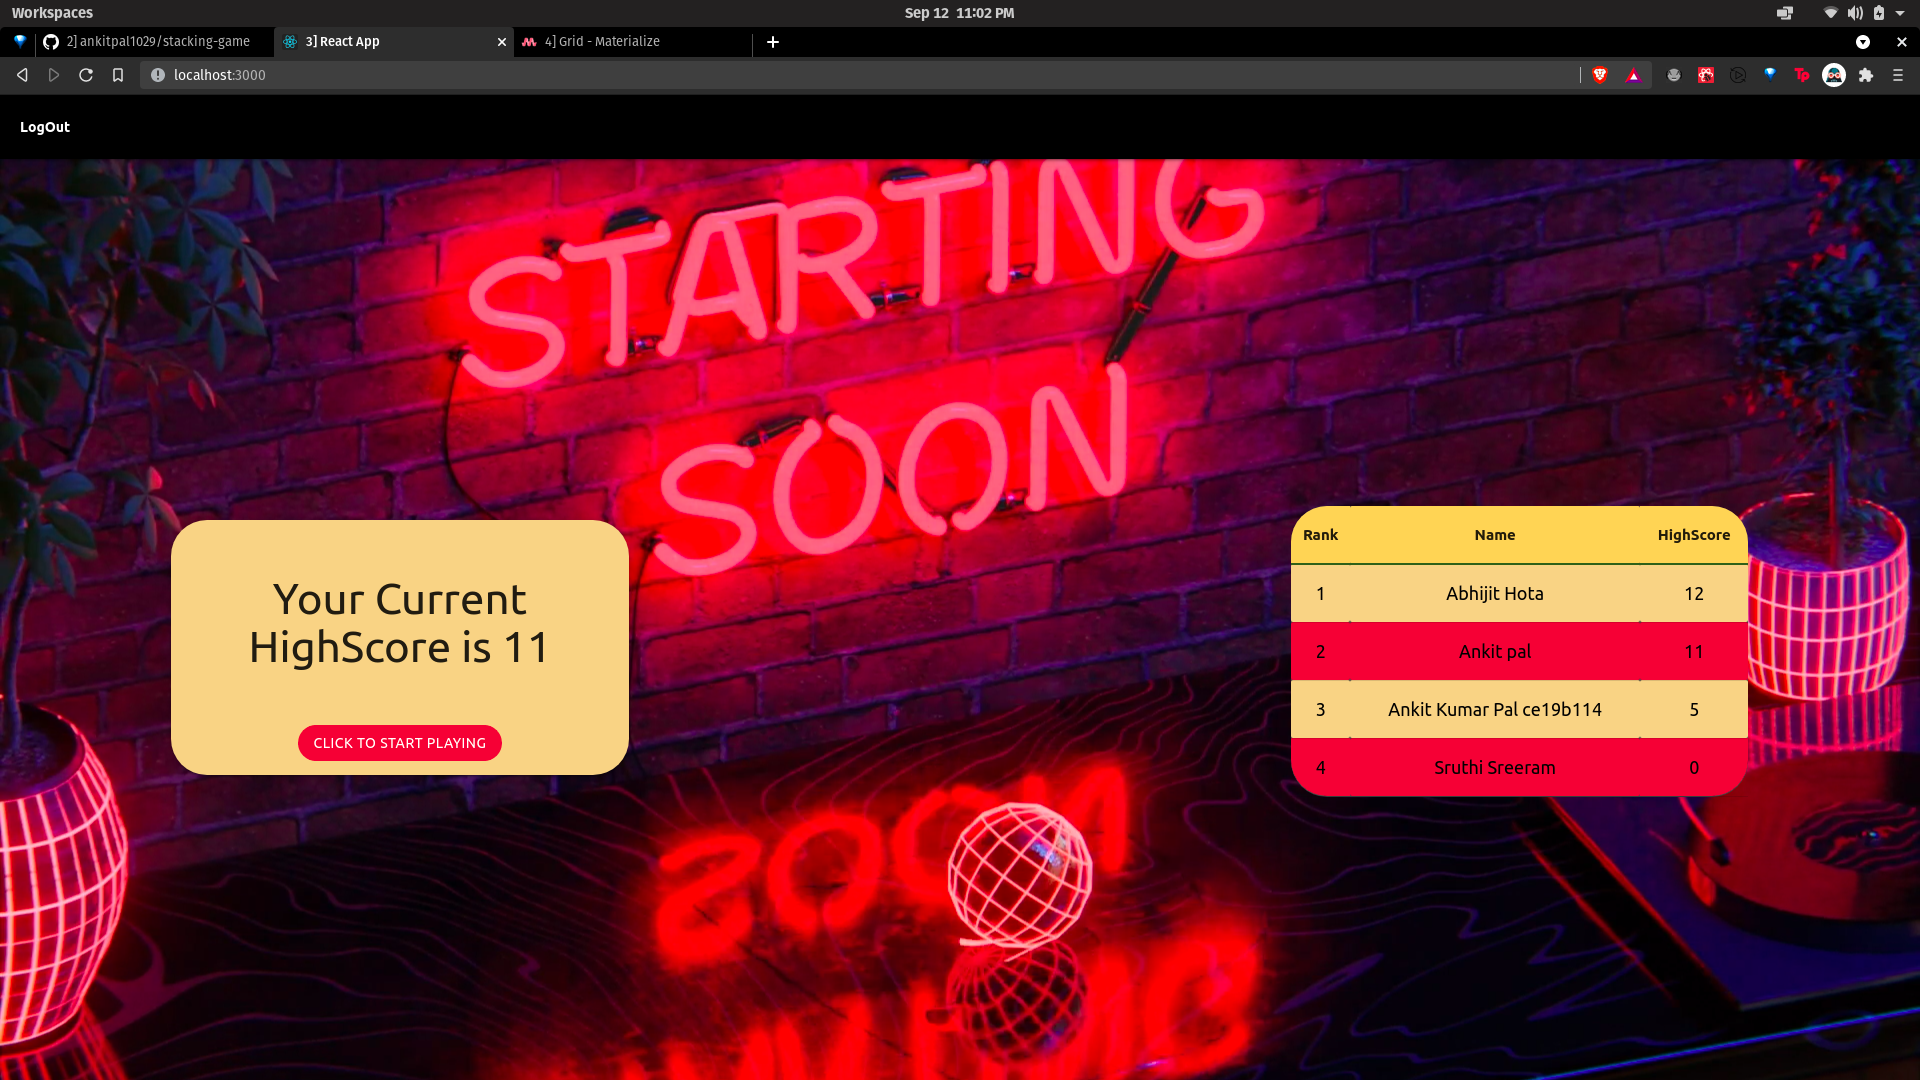 Workspaces
Sep 12 11:02 PM
2] ankitpal1029/stacking-game
3] React App
4] Grid - Materialize
localhost:3000
Tp
LogOut
STARTING
SOON
Your Current
HighScore is 11
CLICK TO START PLAYING
Rank Name HighScore
1 Abhijit Hota 12
2 Ankit pal 11
3 Ankit Kumar Pal ce19b114 5
4 Sruthi Sreeram 0